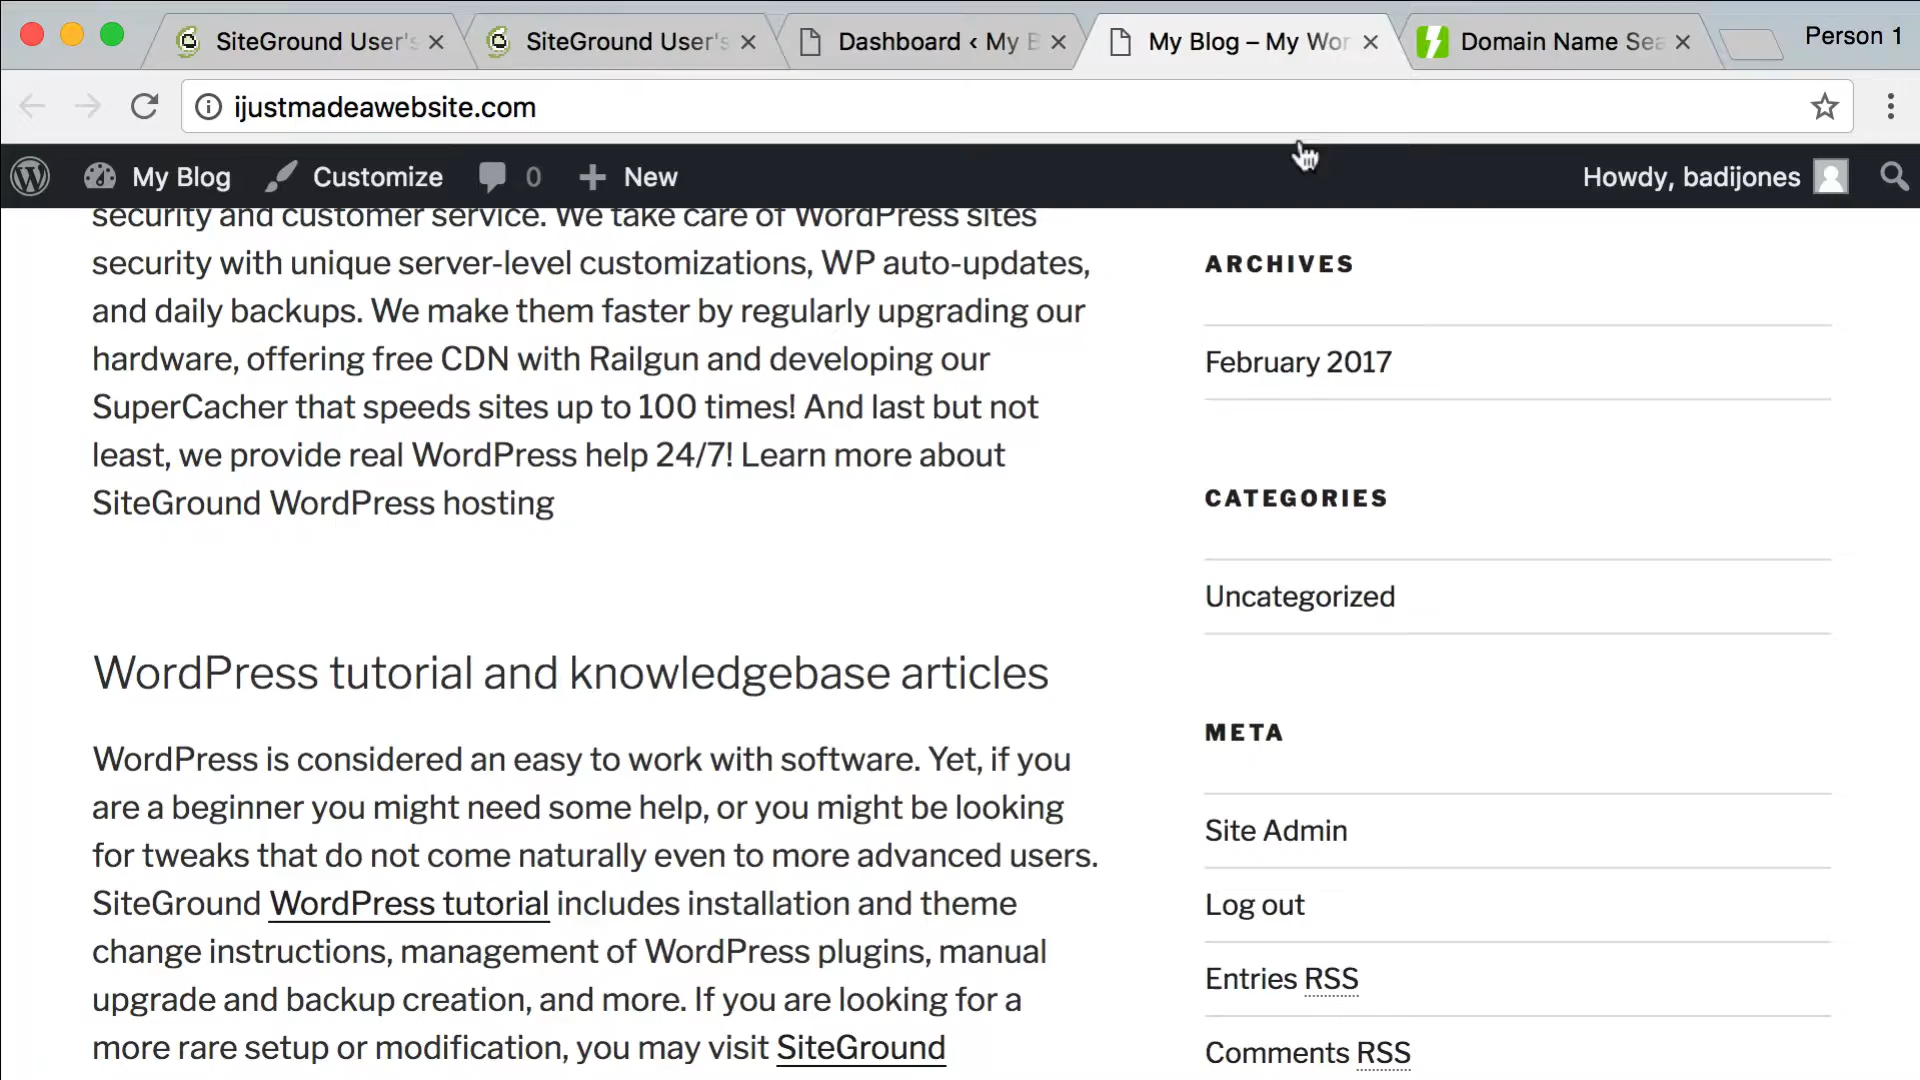 SiteGround User's
SiteGround User's
Dashboard ‹ My B
My Blog – My Wor
Domain Name Sea
Person 1
ijustmadeawebsite.com
My Blog
Customize
0
New
Howdy, badijones
security and customer service. We take care of WordPress sites
security with unique server-level customizations, WP auto-updates,
and daily backups. We make them faster by regularly upgrading our
hardware, offering free CDN with Railgun and developing our
SuperCacher that speeds sites up to 100 times! And last but not
least, we provide real WordPress help 24/7! Learn more about
SiteGround WordPress hosting
WordPress tutorial and knowledgebase articles
WordPress is considered an easy to work with software. Yet, if you
are a beginner you might need some help, or you might be looking
for tweaks that do not come naturally even to more advanced users.
SiteGround WordPress tutorial includes installation and theme
change instructions, management of WordPress plugins, manual
upgrade and backup creation, and more. If you are looking for a
more rare setup or modification, you may visit SiteGround
ARCHIVES
February 2017
CATEGORIES
Uncategorized
META
Site Admin
Log out
Entries RSS
Comments RSS